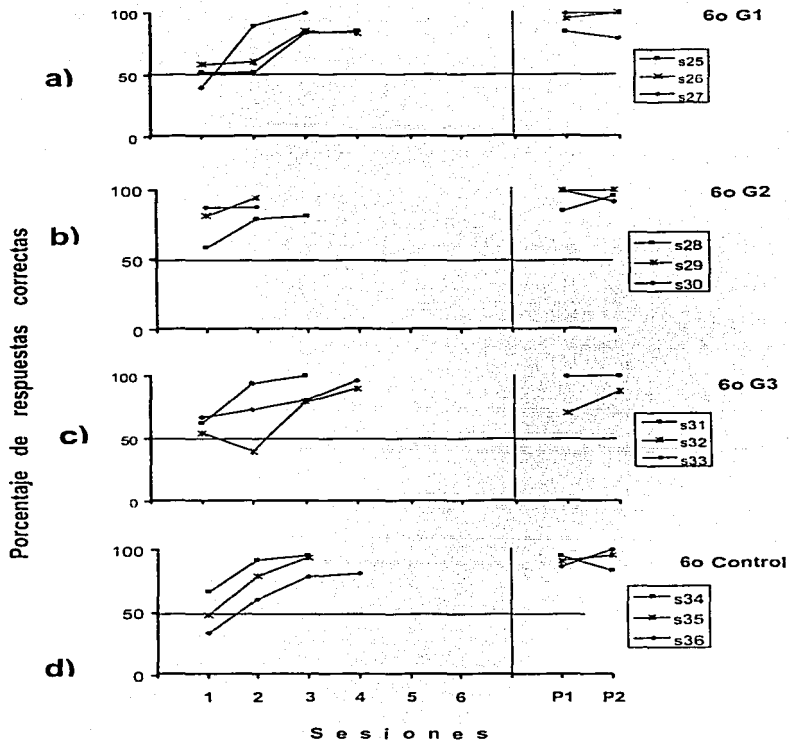 Porcentaje de respuestas correctas
a)
100
50
0
6o G1
s25
s26
s27
b)
100
50
0
6o G2
s28
s29
s30
c)
100
50
0
6o G3
s31
s32
s33
d)
100
50
0
6o Control
s34
s35
s36
1 2 3 4 5 6 P1 P2
Sesiones